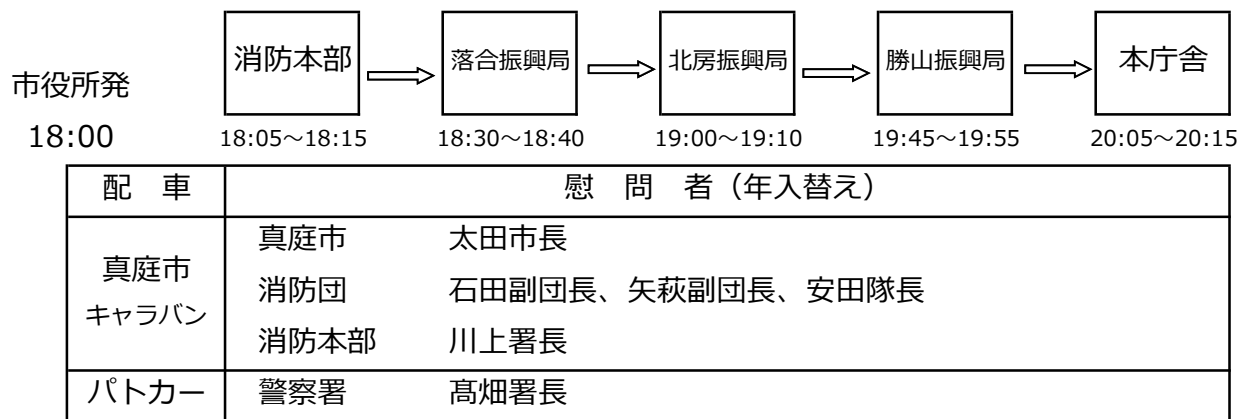 消防本部 落合振興局 北房振興局 勝山振興局 本庁舎
市役所発
18:00 18:05～18:15 18:30～18:40 19:00～19:10 19:45～19:55 20:05～20:15
配 車 慰 問 者（年入替え）
真庭市 キャラバン
真庭市 太田市長
消防団 石田副団長、矢萩副団長、安田隊長
消防本部 川上署長
パトカー 警察署 髙畑署長